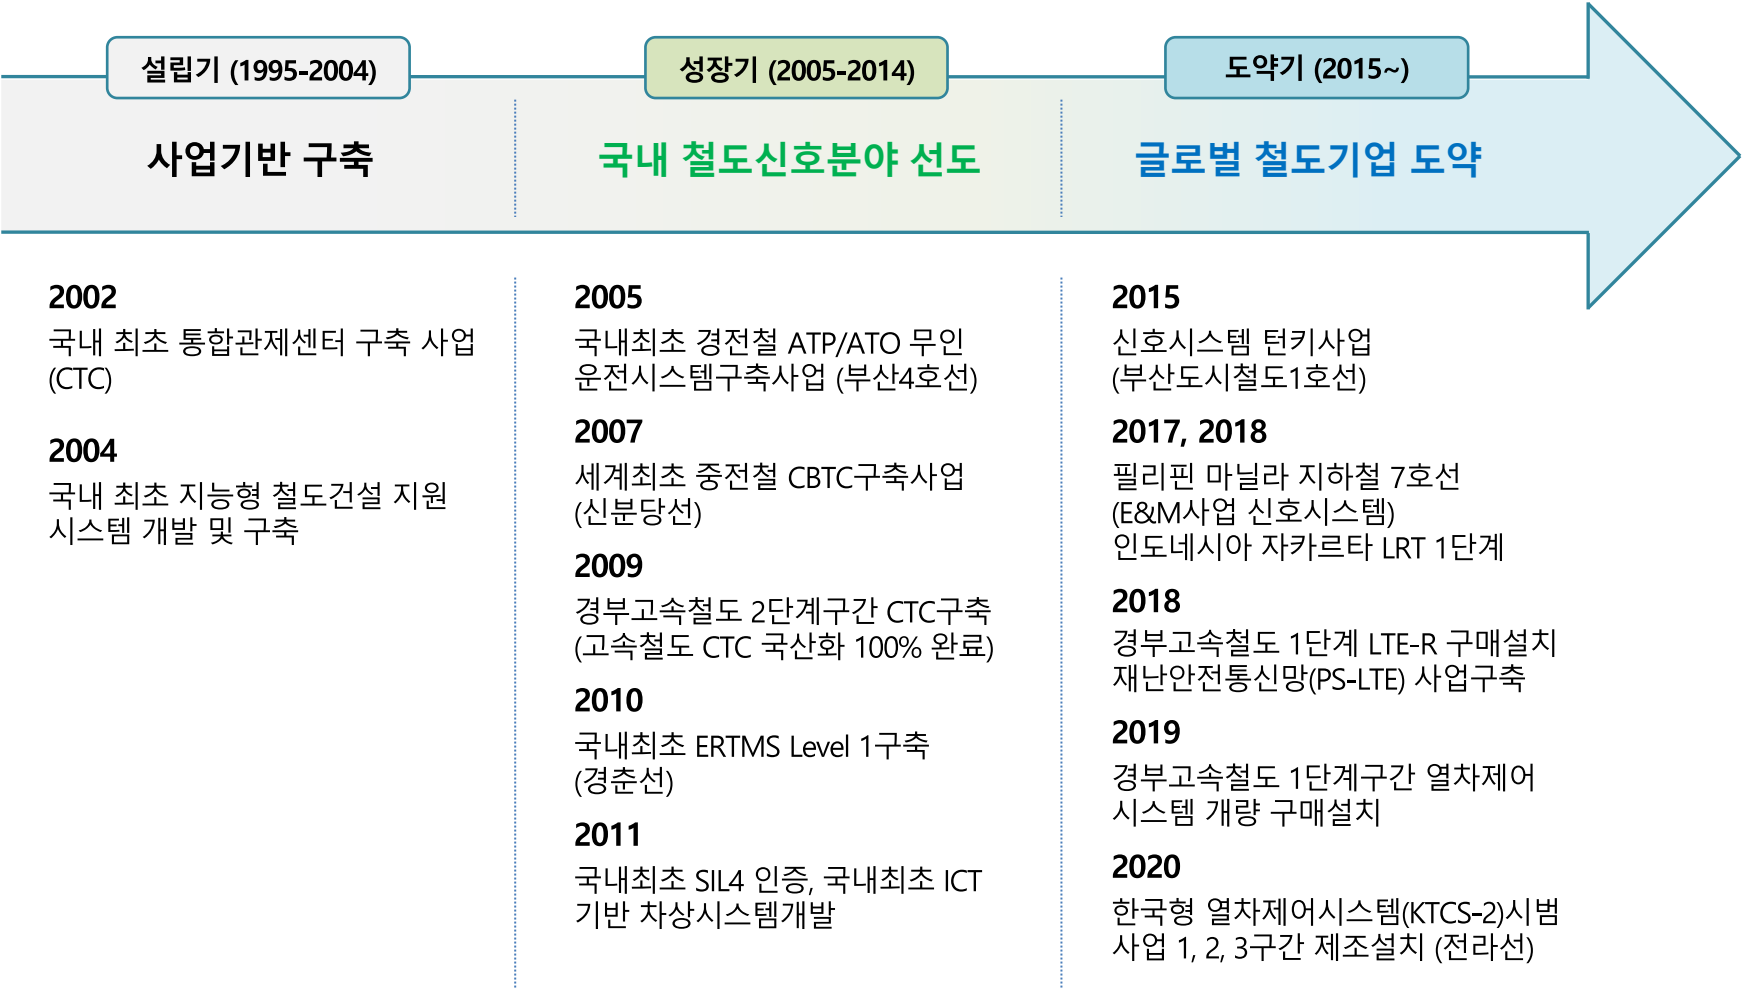 설립기 (1995-2004)
사업기반 구축
2002
국내 최초 통합관제센터 구축 사업
(CTC)
2004
국내 최초 지능형 철도건설 지원
시스템 개발 및 구축
성장기 (2005-2014)
국내 철도신호분야 선도
2005
국내최초 경전철 ATP/ATO 무인
운전시스템구축사업 (부산4호선)
2007
세계최초 중전철 CBTC구축사업
(신분당선)
2009
경부고속철도 2단계구간 CTC구축
(고속철도 CTC 국산화 100% 완료)
2010
국내최초 ERTMS Level 1구축
(경춘선)
2011
국내최초 SIL4 인증, 국내최초 ICT
기반 차상시스템개발
도약기 (2015~)
글로벌 철도기업 도약
2015
신호시스템 턴키사업
(부산도시철도1호선)
2017, 2018
필리핀 마닐라 지하철 7호선
(E&M사업 신호시스템)
인도네시아 자카르타 LRT 1단계
2018
경부고속철도 1단계 LTE-R 구매설치
재난안전통신망(PS-LTE) 사업구축
2019
경부고속철도 1단계구간 열차제어
시스템 개량 구매설치
2020
한국형 열차제어시스템(KTCS-2)시범
사업 1, 2, 3구간 제조설치 (전라선)